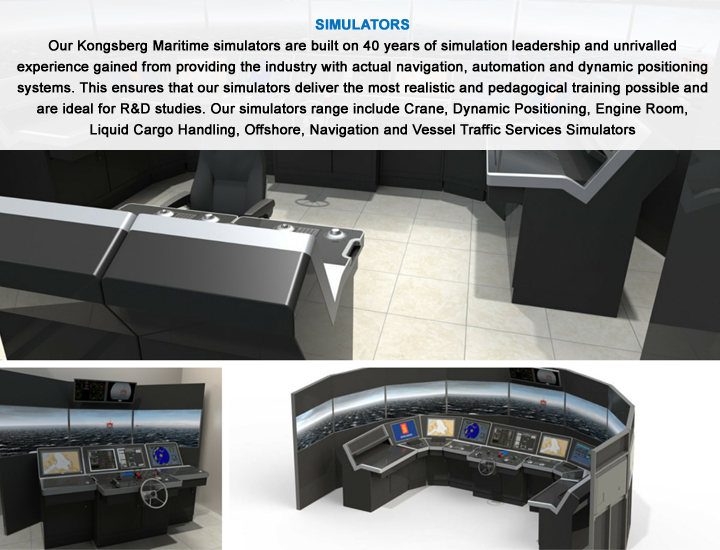 SIMULATORS
Our Kongsberg Maritime simulators are built on 40 years of simulation leadership and unrivalled
experience gained from providing the industry with actual navigation, automation and dynamic positioning
systems. This ensures that our simulators deliver the most realistic and pedagogical training possible and
are ideal for R&D studies. Our simulators range include Crane, Dynamic Positioning, Engine Room,
Liquid Cargo Handling, Offshore, Navigation and Vessel Traffic Services Simulators